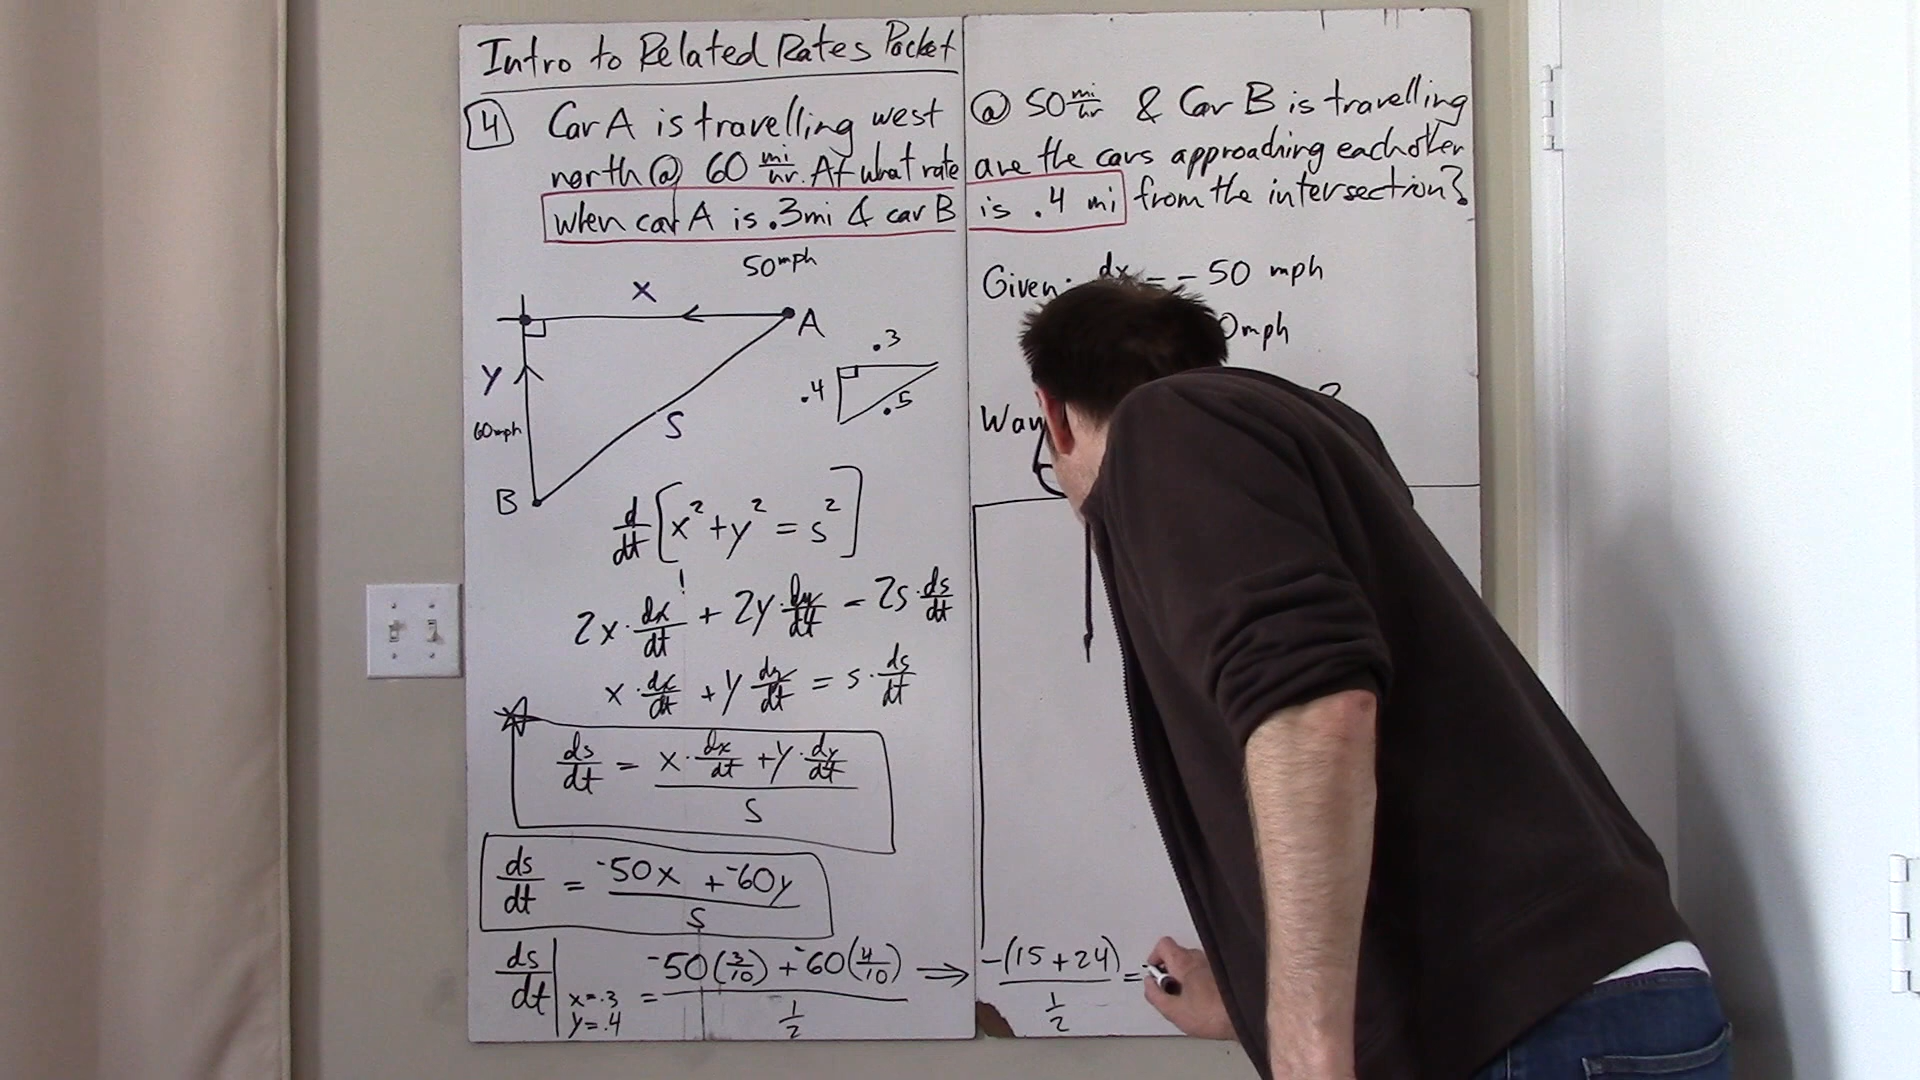 Intro to Related Rates Packet
4 Car A is travelling west @ 50 mi/hr & Car B is travelling
north @ 60 mi/hr. At what rate are the cars approaching eachother
when car A is .3mi & car B is .4 mi from the intersection?
50mph
X
A
Y
60mph
S
B
.3
.4
.5
d/dt [x² + y² = s²]
2x · dx/dt + 2y · dy/dt = 2s · ds/dt
x · dx/dt + y dy/dt = s · ds/dt
ds/dt = (x · dx/dt + y · dy/dt)/s
ds/dt = (⁻50x + ⁻60y)/s
ds/dt | x=.3 y=.4 = (⁻50(3/10) + ⁻60(4/10))/(1/2) ⇒ -(15 + 24)/(1/2) =
Given: dx = - 50 mph
mph
?